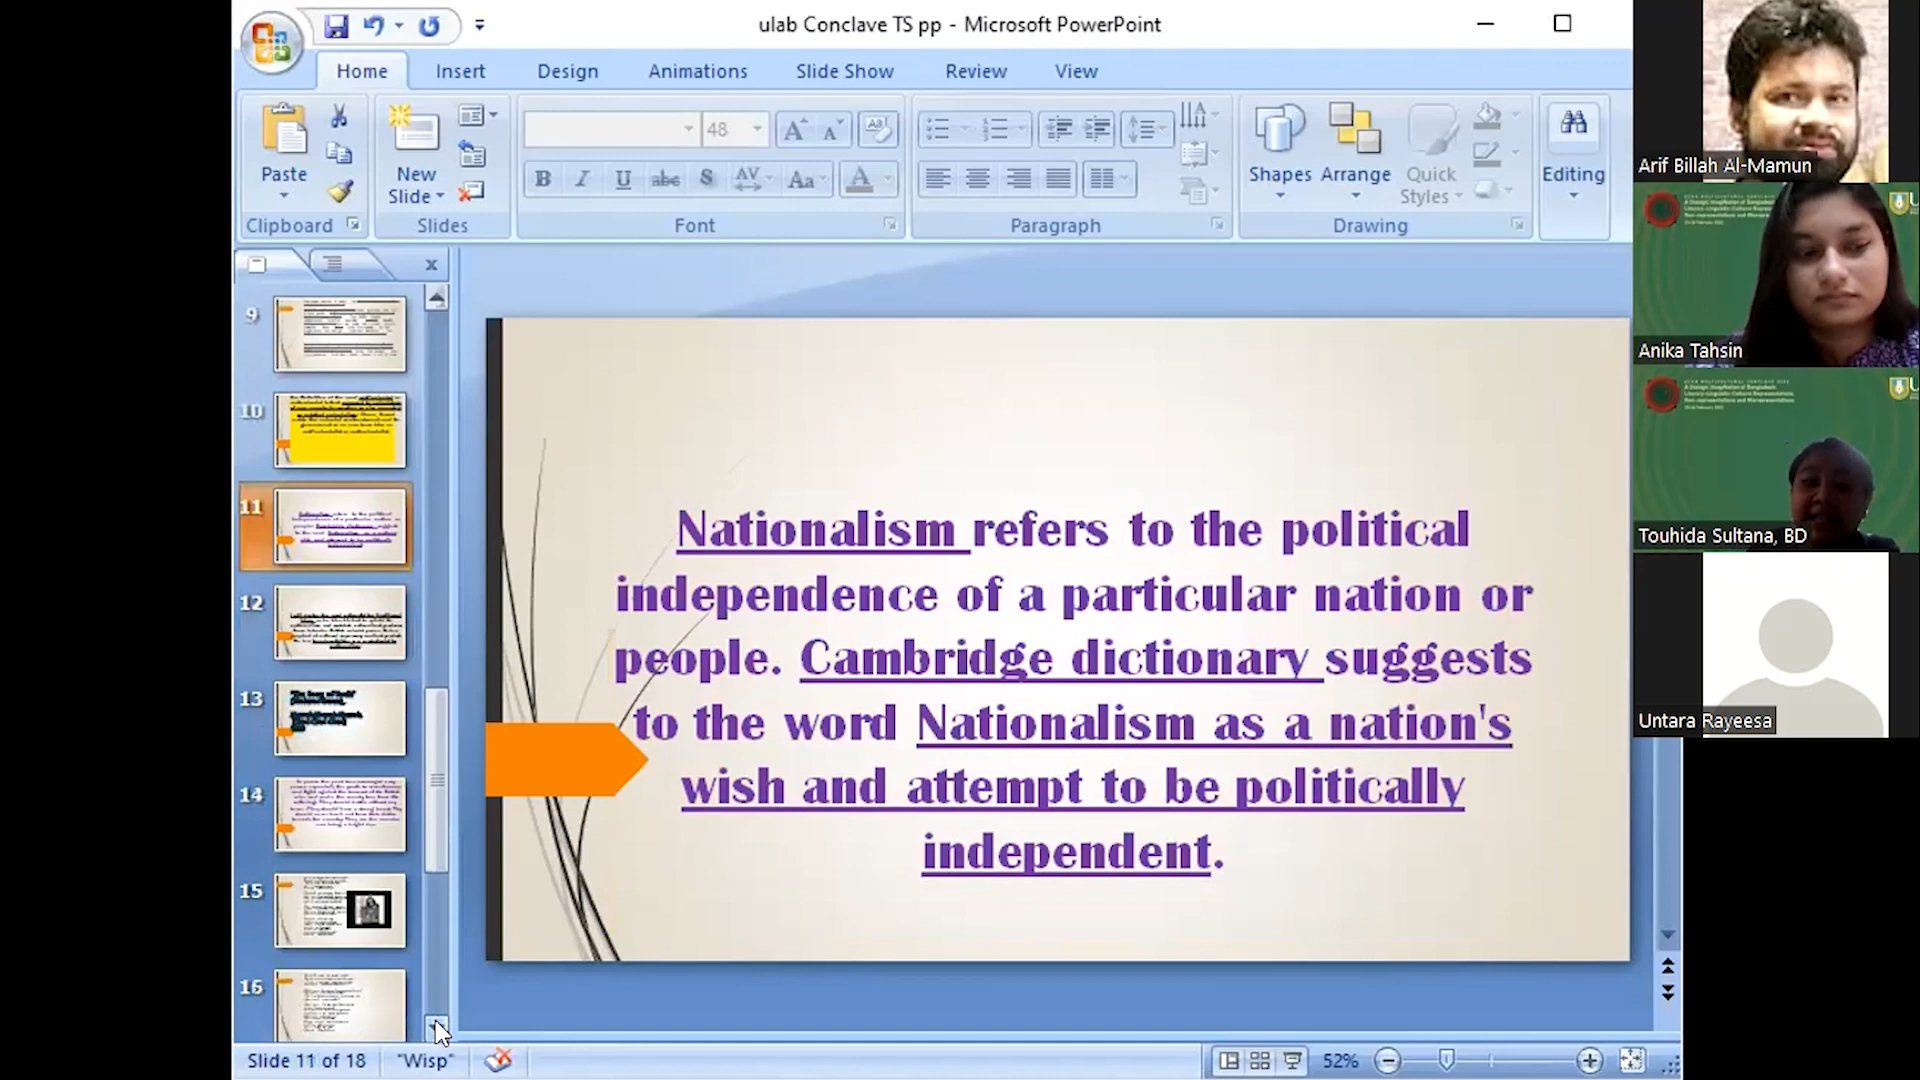 ulab Conclave TS pp - Microsoft PowerPoint
Home Insert Design Animations Slide Show Review View
48
Paste
New Slide
Shapes Arrange Quick Styles
Editing
Clipboard Slides Font Paragraph Drawing
9
10
11
12
13
14
15
16
Nationalism refers to the political
independence of a particular nation or
people. Cambridge dictionary suggests
to the word Nationalism as a nation's
wish and attempt to be politically
independent.
Slide 11 of 18 "Wisp" 52%
Arif Billah Al-Mamun
Anika Tahsin
Touhida Sultana, BD
Untara Rayeesa